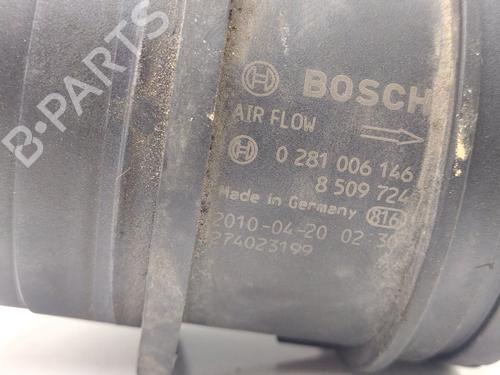 B-PARTS
BOSCH
AIR FLOW
0 281 006 146
8 509 724
Made in Germany 816
2010-04-20 02:30
274023199